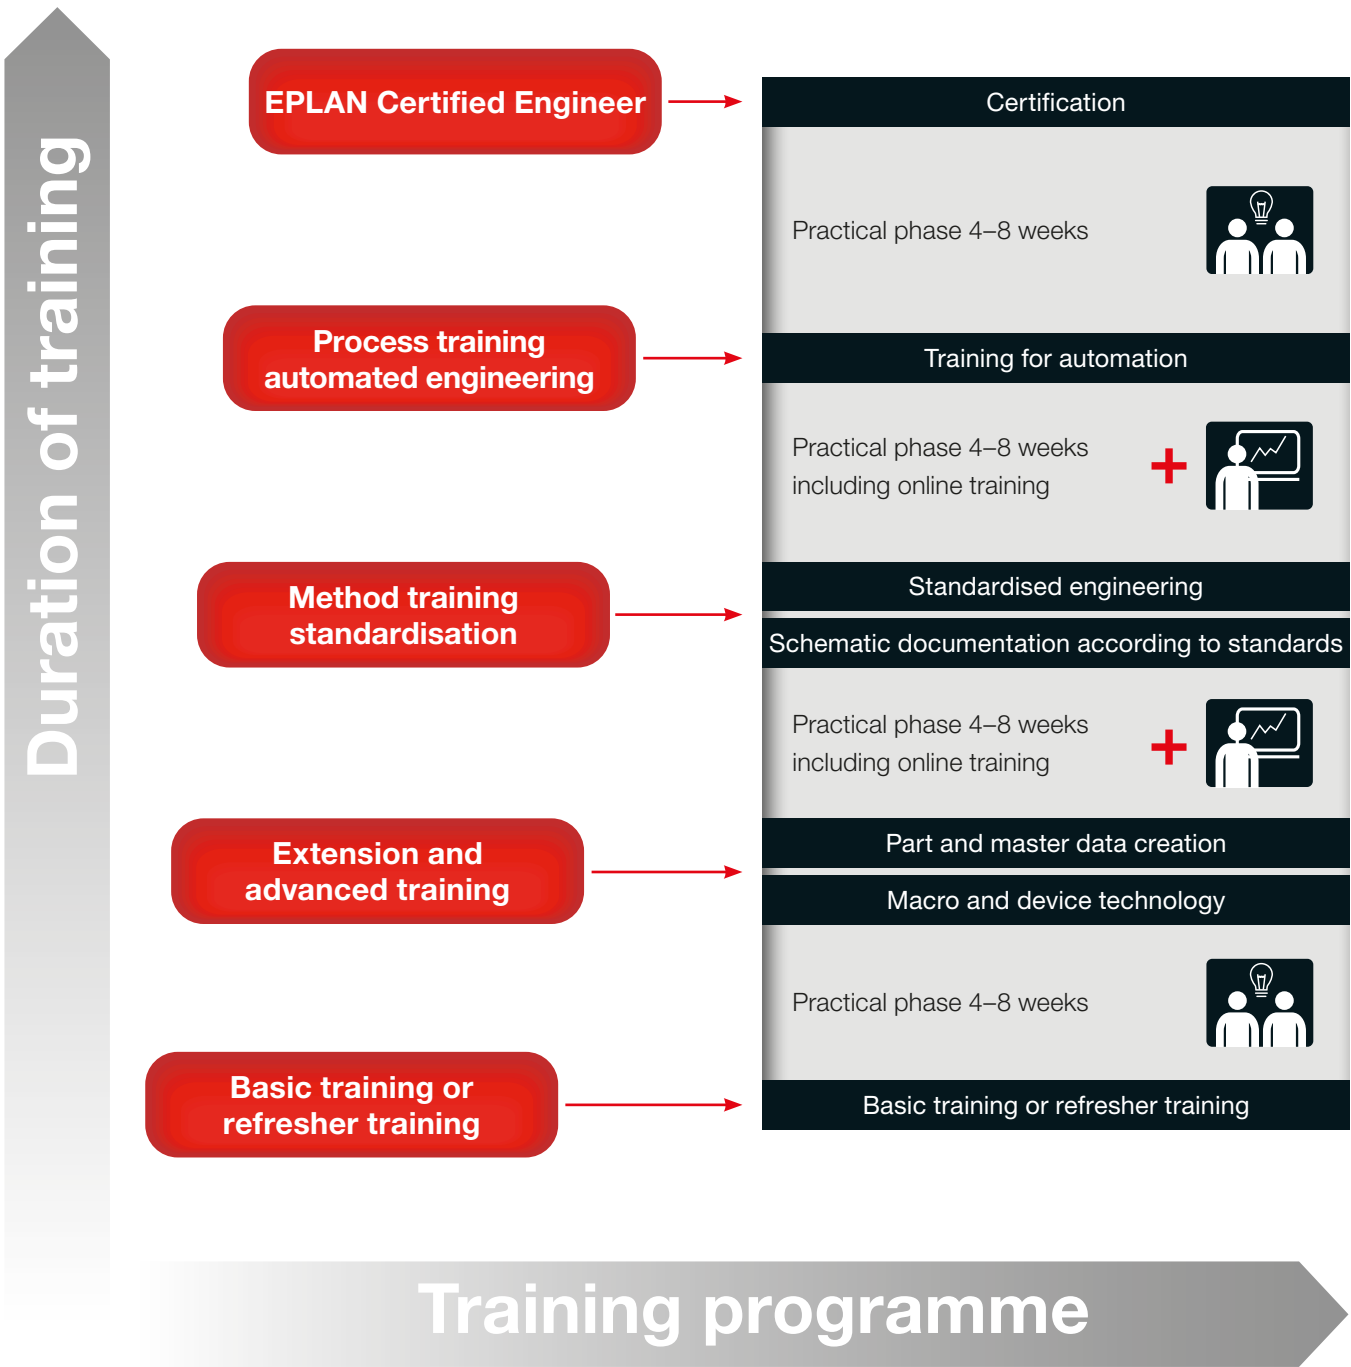 Duration of training
EPLAN Certified Engineer
Certification
Practical phase 4–8 weeks
Process training
automated engineering
Training for automation
Practical phase 4–8 weeks
including online training
Method training
standardisation
Standardised engineering
Schematic documentation according to standards
Practical phase 4–8 weeks
including online training
Extension and
advanced training
Part and master data creation
Macro and device technology
Practical phase 4–8 weeks
Basic training or
refresher training
Basic training or refresher training
Training programme